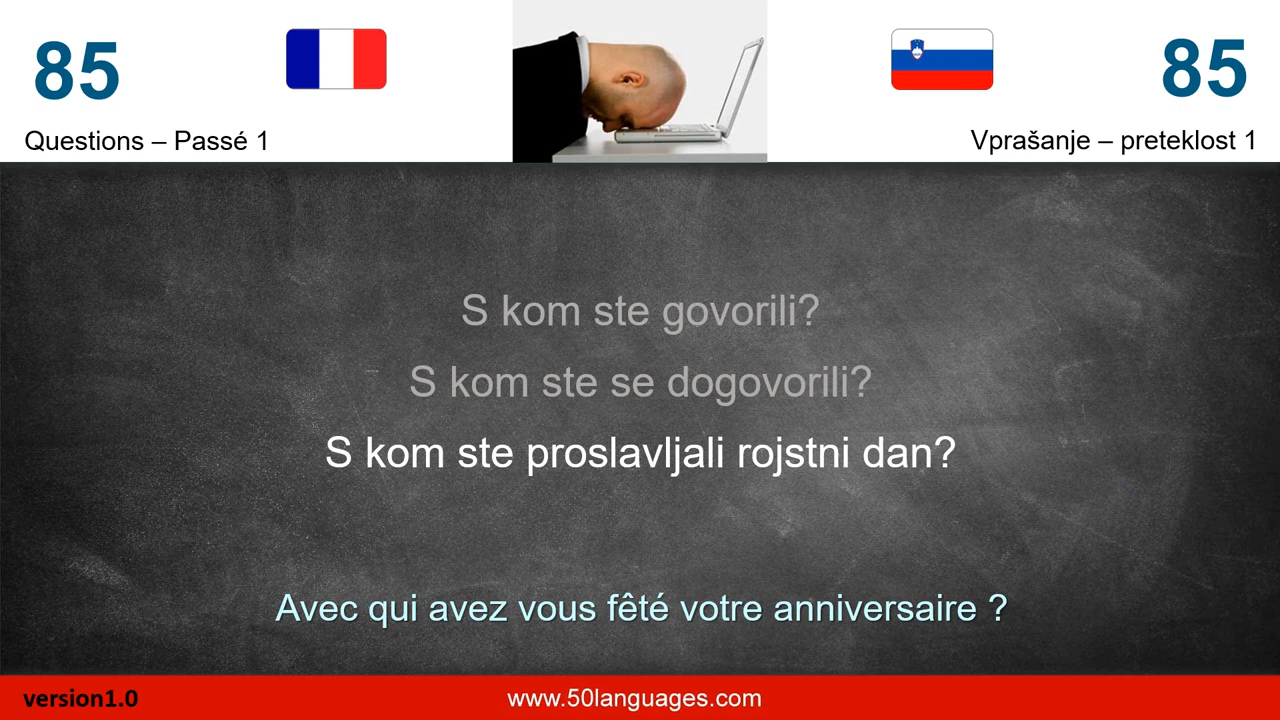 85
85
Questions – Passé 1
Vprašanje – preteklost 1
S kom ste govorili?
S kom ste se dogovorili?
S kom ste proslavljali rojstni dan?
Avec qui avez vous fêté votre anniversaire ?
version1.0
www.50languages.com